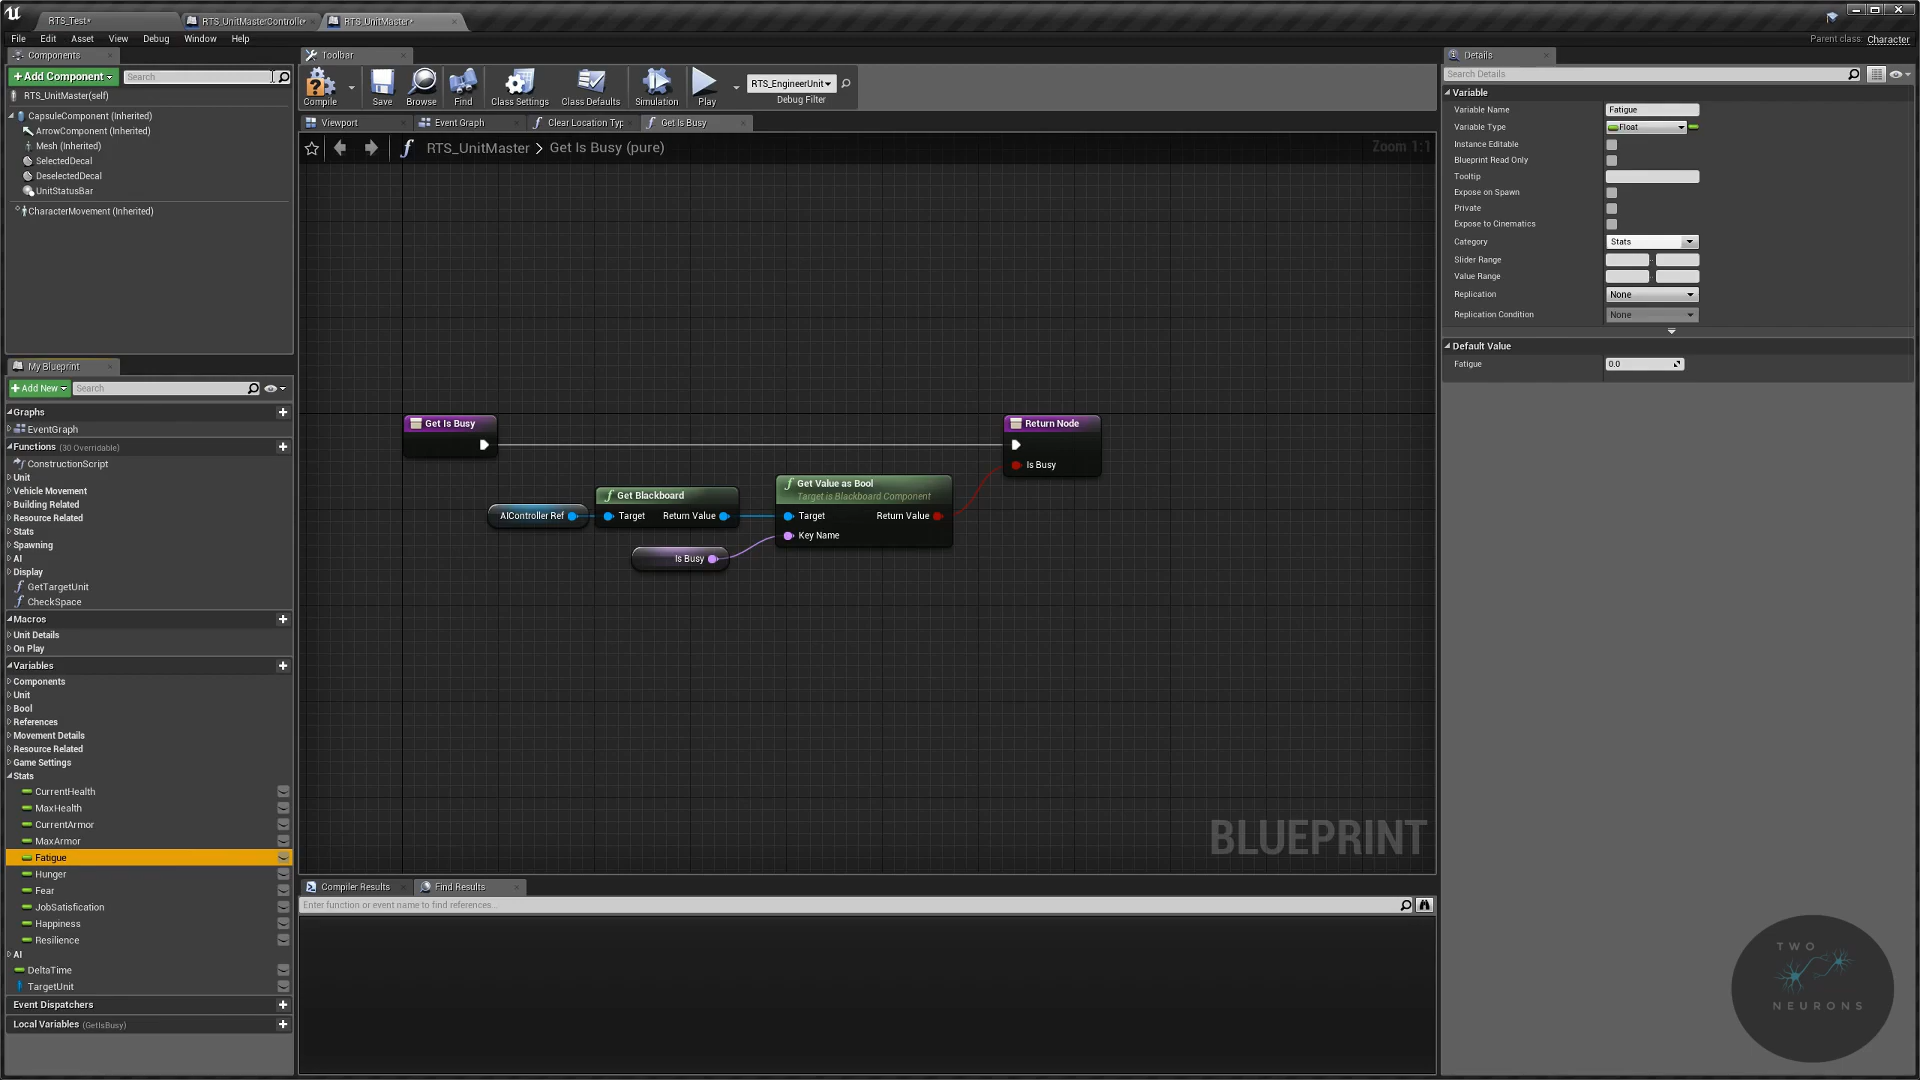 RTS_Test*
RTS_UnitMasterControlle*
RTS_UnitMaster*
File Edit Asset View Debug Window Help
Parent class: Character
Components
+Add Component
Search
RTS_UnitMaster(self)
CapsuleComponent (Inherited)
ArrowComponent (Inherited)
Mesh (Inherited)
SelectedDecal
DeselectedDecal
UnitStatusBar
CharacterMovement (Inherited)
My Blueprint
+Add New
Search
Graphs
EventGraph
Functions (30 Overridable)
ConstructionScript
Unit
Vehicle Movement
Building Related
Resource Related
Stats
Spawning
AI
Display
GetTargetUnit
CheckSpace
Macros
Unit Details
On Play
Variables
Components
Unit
Bool
References
Movement Details
Resource Related
Game Settings
Stats
CurrentHealth
MaxHealth
CurrentArmor
MaxArmor
Fatigue
Hunger
Fear
JobSatisfication
Happiness
Resilience
AI
DeltaTime
TargetUnit
Event Dispatchers
Local Variables (GetIsBusy)
Toolbar
Compile
Save
Browse
Find
Class Settings
Class Defaults
Simulation
Play
RTS_EngineerUnit
Debug Filter
Viewport
Event Graph
Clear Location Typ
Get Is Busy
RTS_UnitMaster > Get Is Busy (pure)
Zoom 1:1
Get Is Busy
Return Node
Is Busy
AIController Ref
Get Blackboard
Target Return Value
Get Value as Bool
Target is Blackboard Component
Target Return Value
Key Name
Is Busy
BLUEPRINT
Compiler Results
Find Results
Enter function or event name to find references...
Details
Search Details
Variable
Variable Name Fatigue
Variable Type Float
Instance Editable
Blueprint Read Only
Tooltip
Expose on Spawn
Private
Expose to Cinematics
Category Stats
Slider Range
Value Range
Replication None
Replication Condition None
Default Value
Fatigue 0.0
TWO
NEURONS